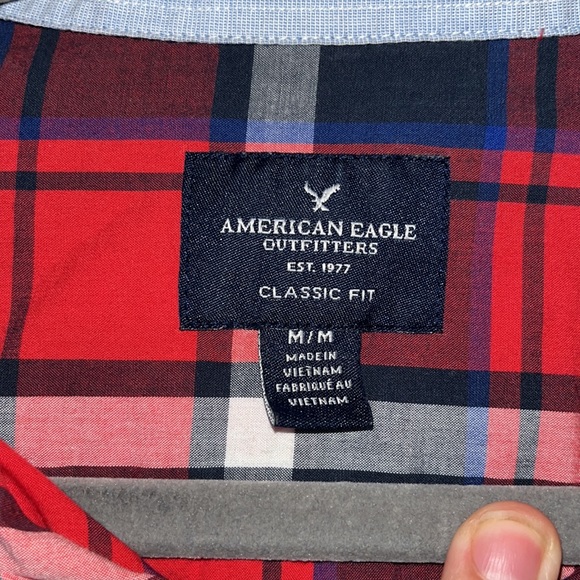 AMERICAN EAGLE
OUTFITTERS
EST. 1977
CLASSIC FIT
M/M
MADE IN
VIETNAM
FABRIQUÉ AU
VIETNAM